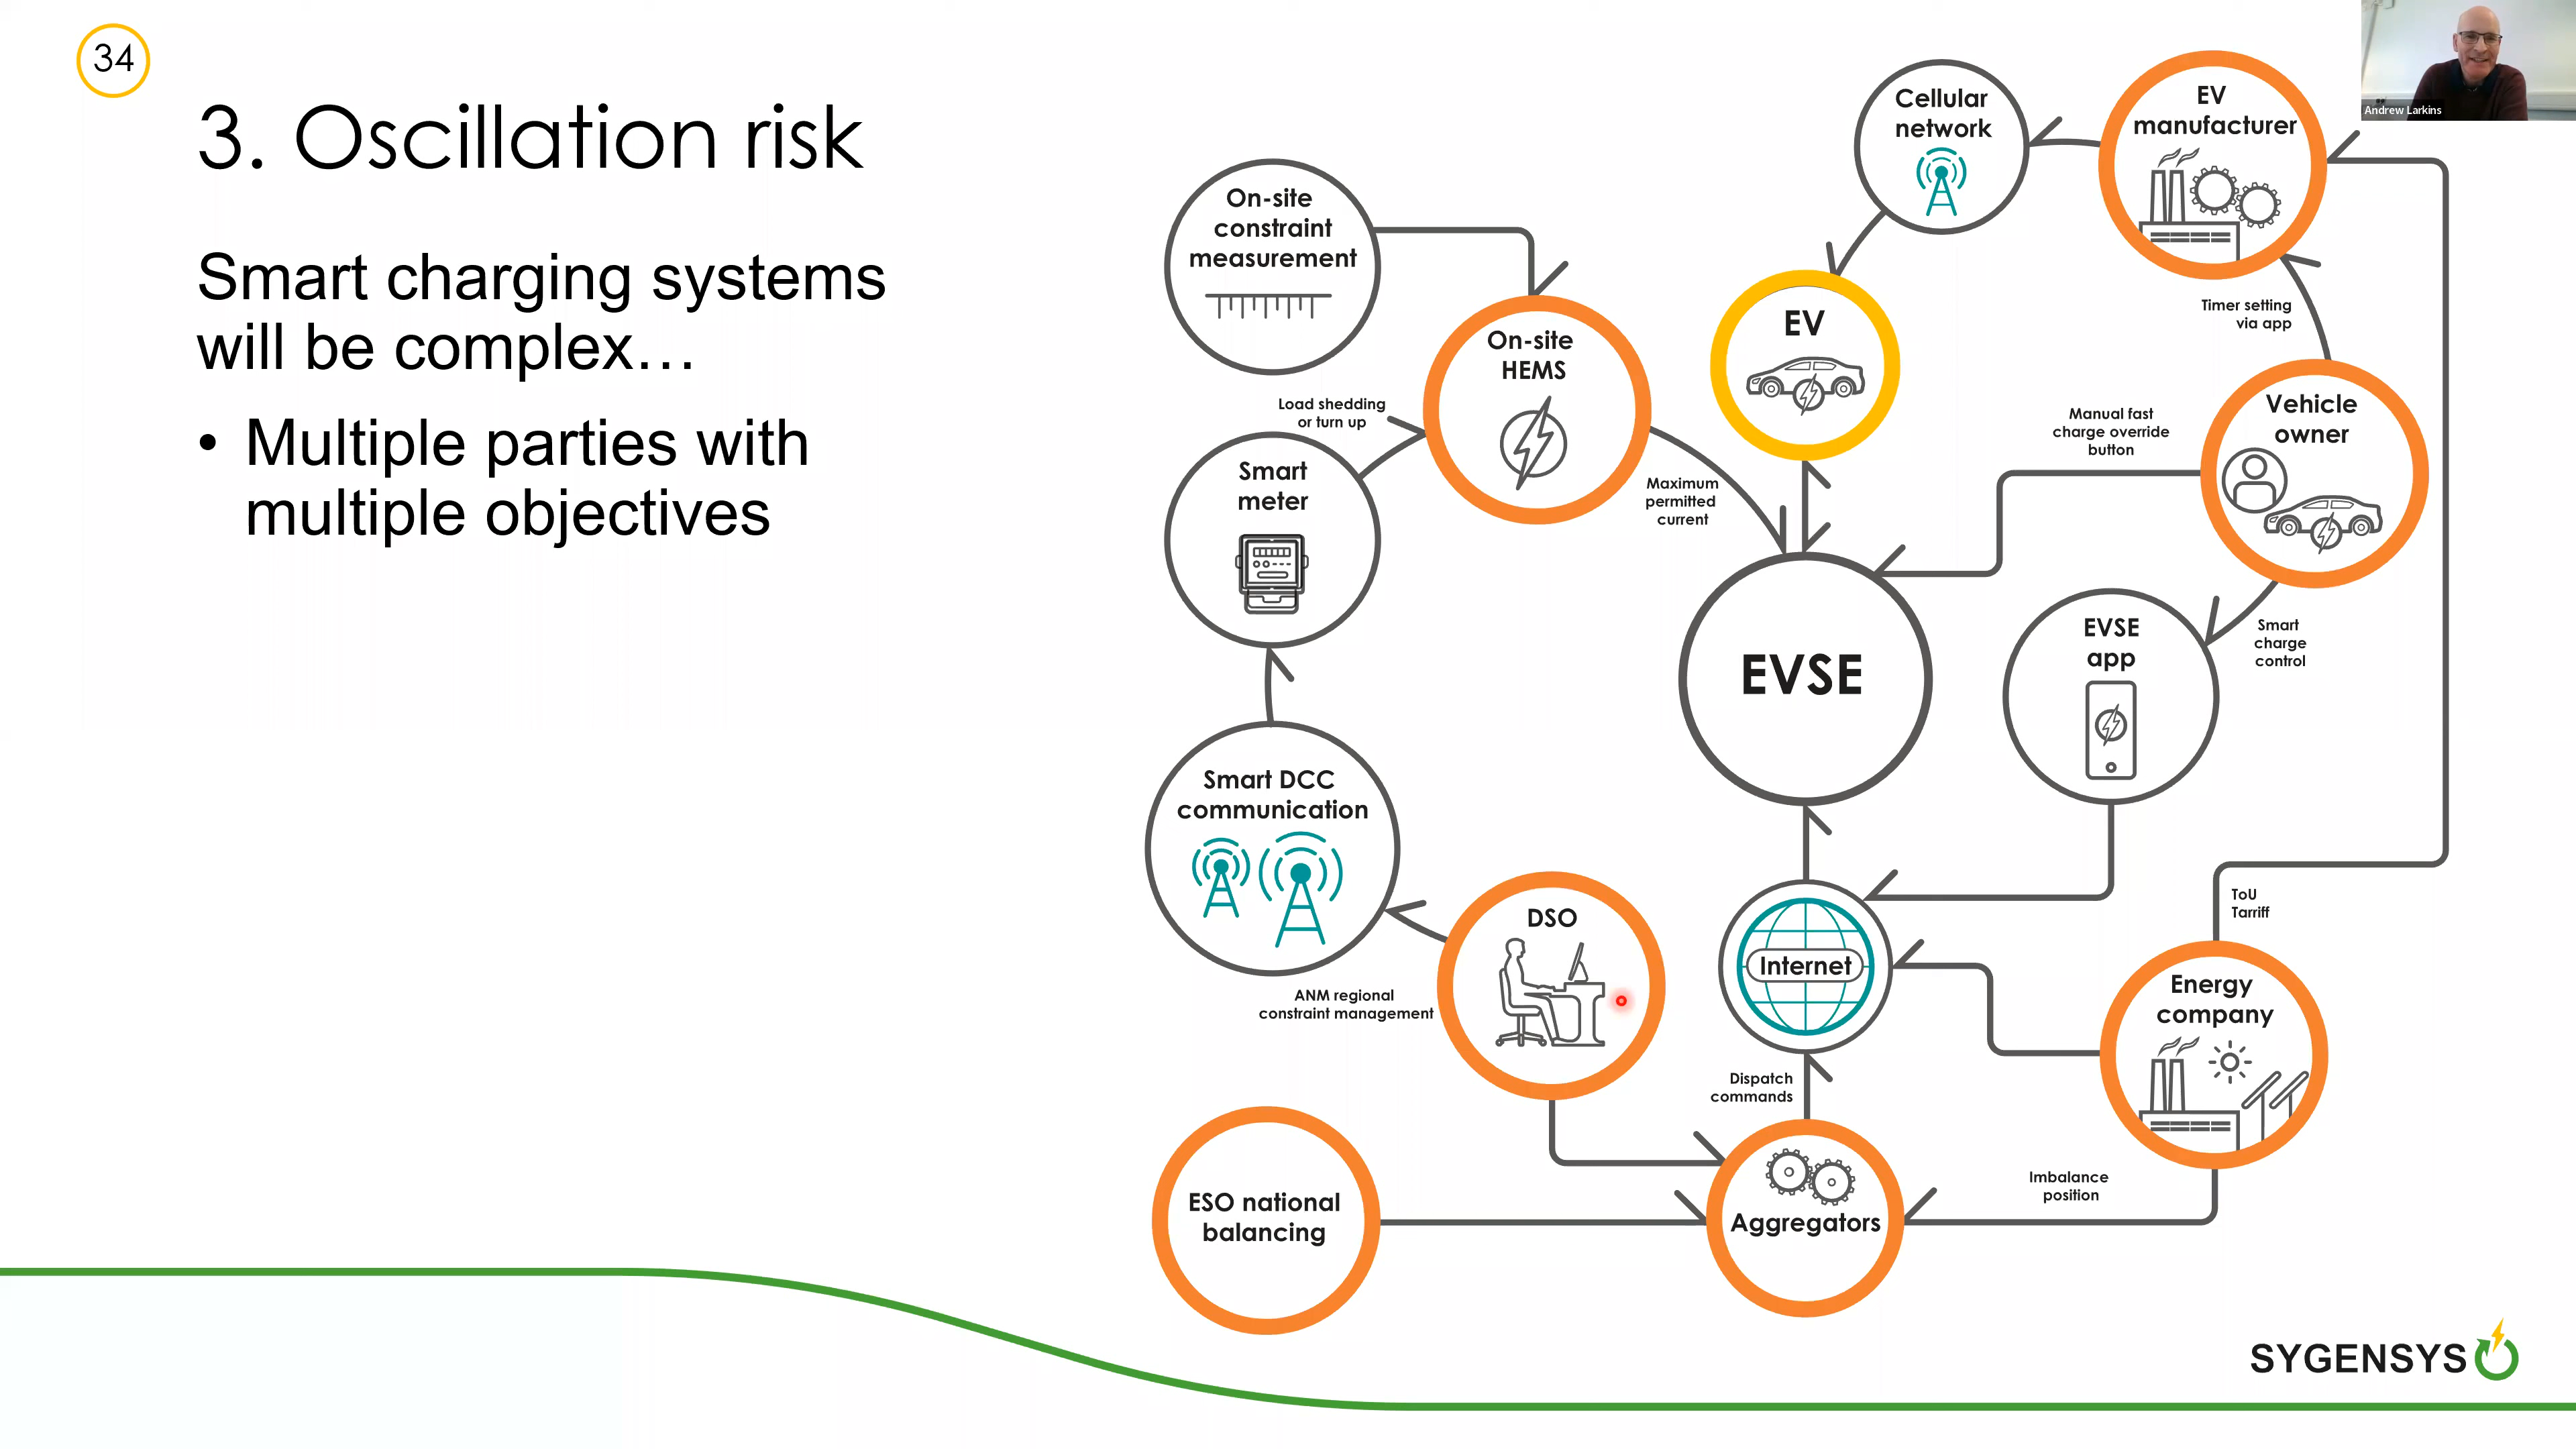 34
3. Oscillation risk
Smart charging systems
will be complex…
• Multiple parties with
multiple objectives
On-site
constraint
measurement
Cellular
network
EV
manufacturer
Andrew Larkins
On-site
HEMS
EV
Timer setting
via app
Load shedding
or turn up
Vehicle
owner
Manual fast
charge override
button
Smart
meter
Maximum
permitted
current
EVSE
EVSE
app
Smart
charge
control
Smart DCC
communication
DSO
Internet
ToU
Tarriff
ANM regional
constraint management
Energy
company
Dispatch
commands
ESO national
balancing
Aggregators
Imbalance
position
SYGENSYS